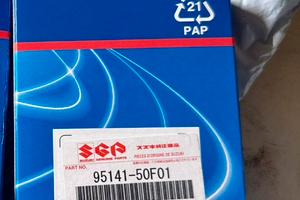 21
PAP
SGP スズキ純正部品
SUZUKI GENUINE PARTS PIECES D'ORIGINE DE SUZUKI
PART NO.
95141-50F01